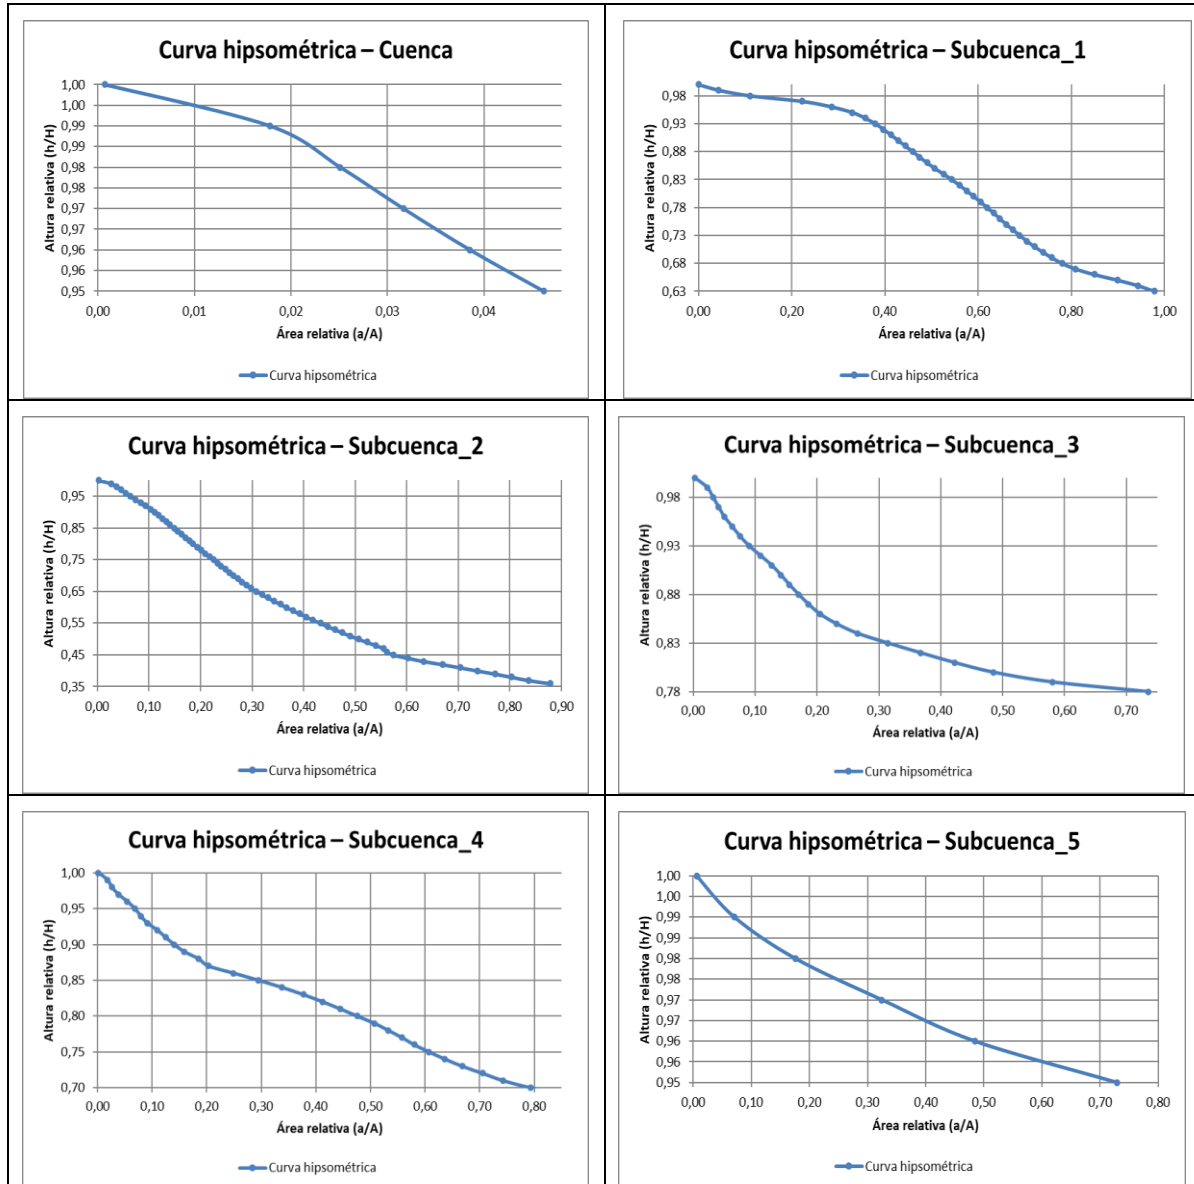 Curva hipsométrica – Cuenca
Altura relativa (h/H)
1,00
1,00
0,99
0,99
0,98
0,98
0,97
0,97
0,96
0,96
0,95
0,00 0,01 0,02 0,03 0,04
Área relativa (a/A)
Curva hipsométrica
Curva hipsométrica – Subcuenca_1
Altura relativa (h/H)
0,98
0,93
0,88
0,83
0,78
0,73
0,68
0,63
0,00 0,20 0,40 0,60 0,80 1,00
Área relativa (a/A)
Curva hipsométrica
Curva hipsométrica – Subcuenca_2
Altura relativa (h/H)
0,95
0,85
0,75
0,65
0,55
0,45
0,35
0,00 0,10 0,20 0,30 0,40 0,50 0,60 0,70 0,80 0,90
Área relativa (a/A)
Curva hipsométrica
Curva hipsométrica – Subcuenca_3
Altura relativa (h/H)
0,98
0,93
0,88
0,83
0,78
0,00 0,10 0,20 0,30 0,40 0,50 0,60 0,70
Área relativa (a/A)
Curva hipsométrica
Curva hipsométrica – Subcuenca_4
Altura relativa (h/H)
1,00
0,95
0,90
0,85
0,80
0,75
0,70
0,00 0,10 0,20 0,30 0,40 0,50 0,60 0,70 0,80
Área relativa (a/A)
Curva hipsométrica
Curva hipsométrica – Subcuenca_5
Altura relativa (h/H)
1,00
1,00
0,99
0,99
0,98
0,98
0,97
0,97
0,96
0,96
0,95
0,00 0,10 0,20 0,30 0,40 0,50 0,60 0,70 0,80
Área relativa (a/A)
Curva hipsométrica